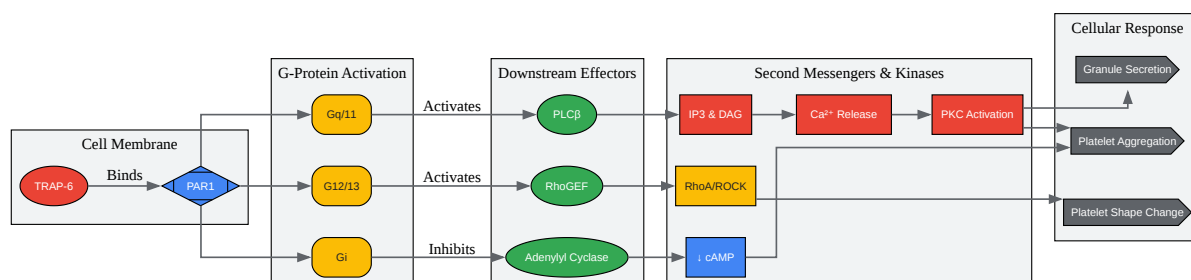 Cellular Response
Granule Secretion
Platelet Aggregation
Platelet Shape Change
G-Protein Activation
Downstream Effectors
Second Messengers & Kinases
Gq/11
Activates
PLCβ
IP3 & DAG
Ca²⁺ Release
PKC Activation
Cell Membrane
TRAP-6
Binds
PAR1
G12/13
Activates
RhoGEF
RhoA/ROCK
Gi
Inhibits
Adenylyl Cyclase
↓ cAMP